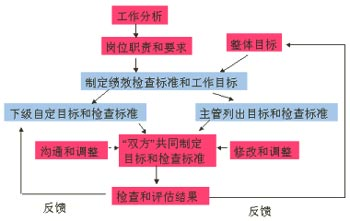 工作分析
岗位职责和要求
整体目标
制定绩效检查标准和工作目标
下级自定目标和检查标准
主管列出目标和检查标准
沟通和调整
“双方”共同制定
目标和检查标准
修改和调整
检查和评估结果
反馈
反馈